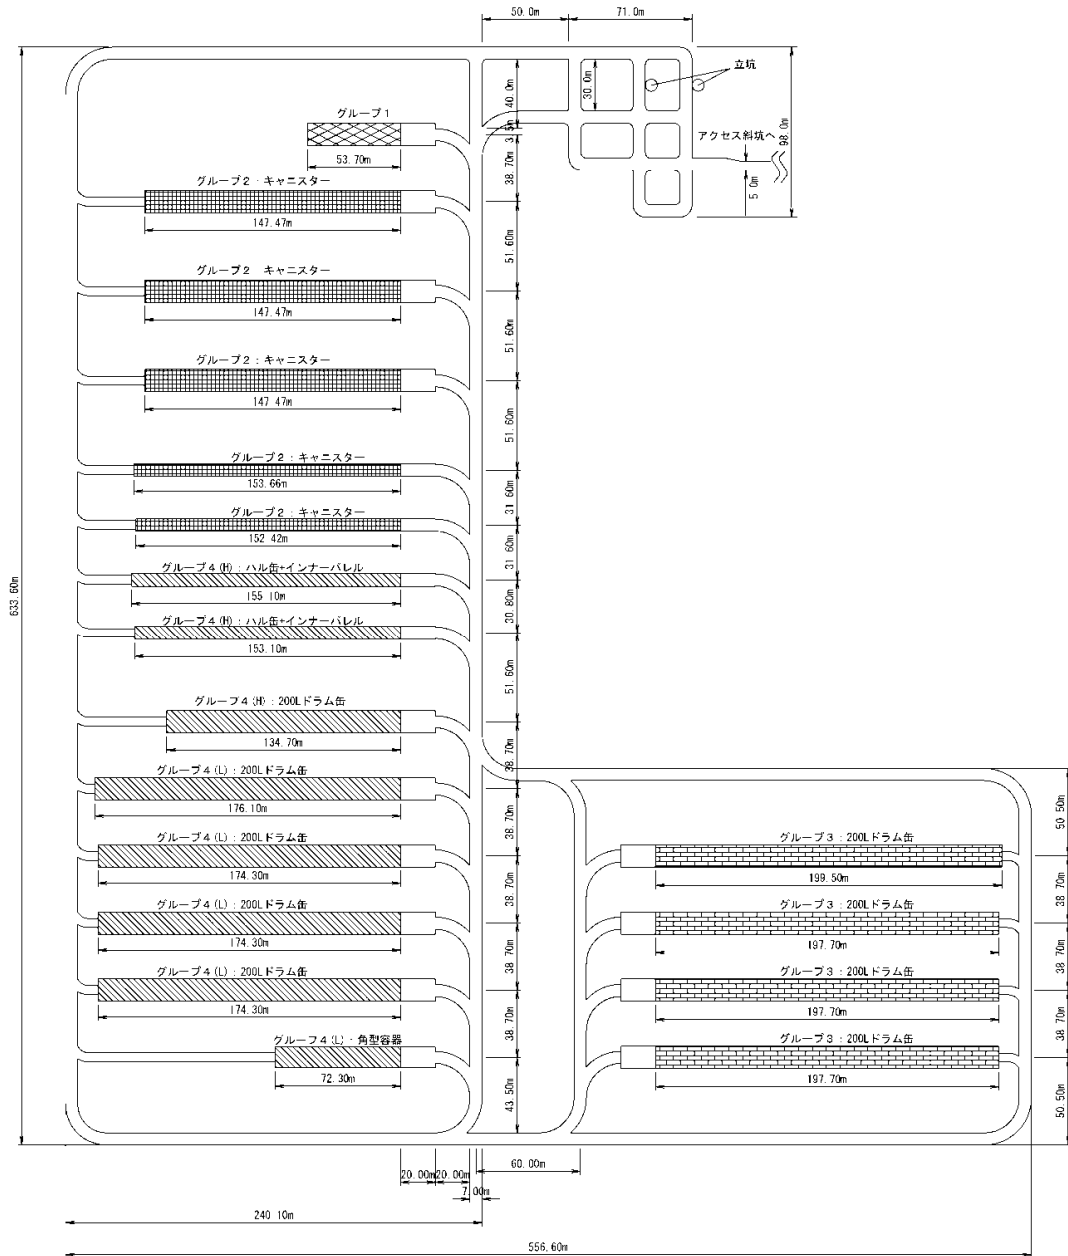 50.0m
71.0m
立坑
30.0m
40.0m
アクセス斜坑へ
98.0m
5.0m
グループ1
53.70m
38.70m
グループ2 キャニスター
147.47m
51.60m
グループ2 キャニスター
147.47m
51.60m
グループ2:キャニスター
147.47m
51.60m
グループ2:キャニスター
153.66m
31.60m
グループ2:キャニスター
152.42m
31.60m
グループ4(H):ハル缶+インナーバレル
155.10m
30.80m
グループ4(H):ハル缶+インナーバレル
153.10m
633.60m
51.60m
グループ4(H):200Lドラム缶
134.70m
38.70m
グループ4(L):200Lドラム缶
176.10m
38.70m
50.50m
グループ4(L):200Lドラム缶
174.30m
38.70m
グループ3:200Lドラム缶
199.50m
38.70m
グループ4(L):200Lドラム缶
174.30m
38.70m
グループ3:200Lドラム缶
197.70m
38.70m
グループ4(L):200Lドラム缶
174.30m
38.70m
グループ3:200Lドラム缶
197.70m
38.70m
グループ4(L)・角型容器
72.30m
43.50m
グループ3:200Lドラム缶
197.70m
50.50m
20.00m
20.00m
7.00m
60.00m
240.10m
556.60m